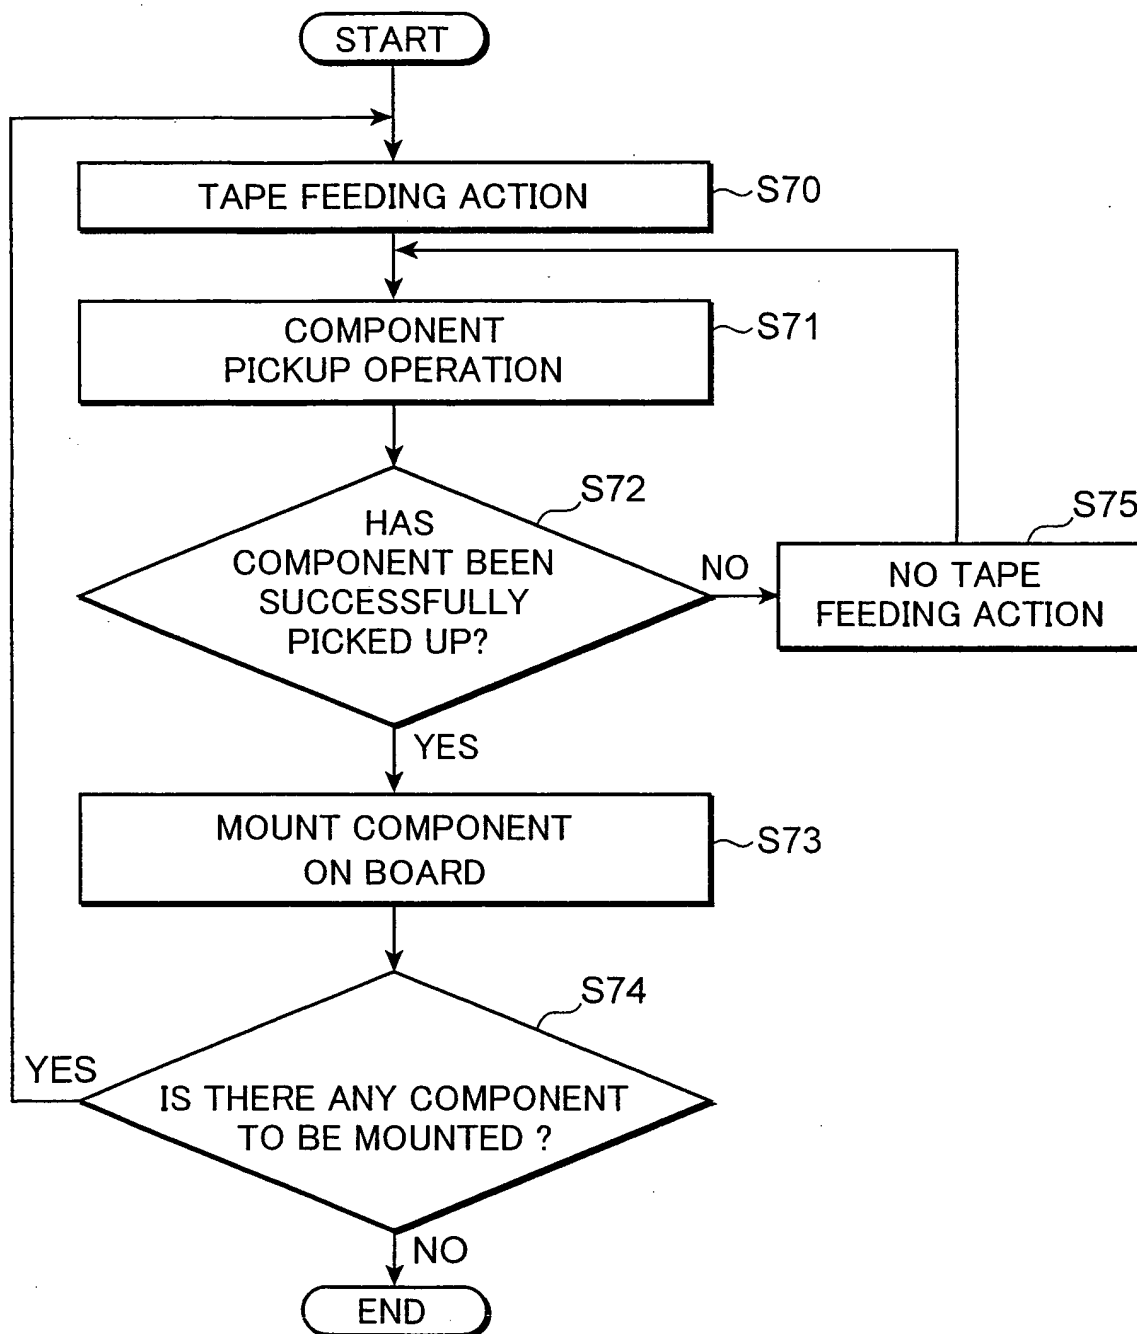 START
TAPE FEEDING ACTION
S70
COMPONENT
PICKUP OPERATION
S71
HAS
COMPONENT BEEN
SUCCESSFULLY
PICKED UP?
S72
NO
NO TAPE
FEEDING ACTION
S75
YES
MOUNT COMPONENT
ON BOARD
S73
IS THERE ANY COMPONENT
TO BE MOUNTED ?
S74
YES
NO
END